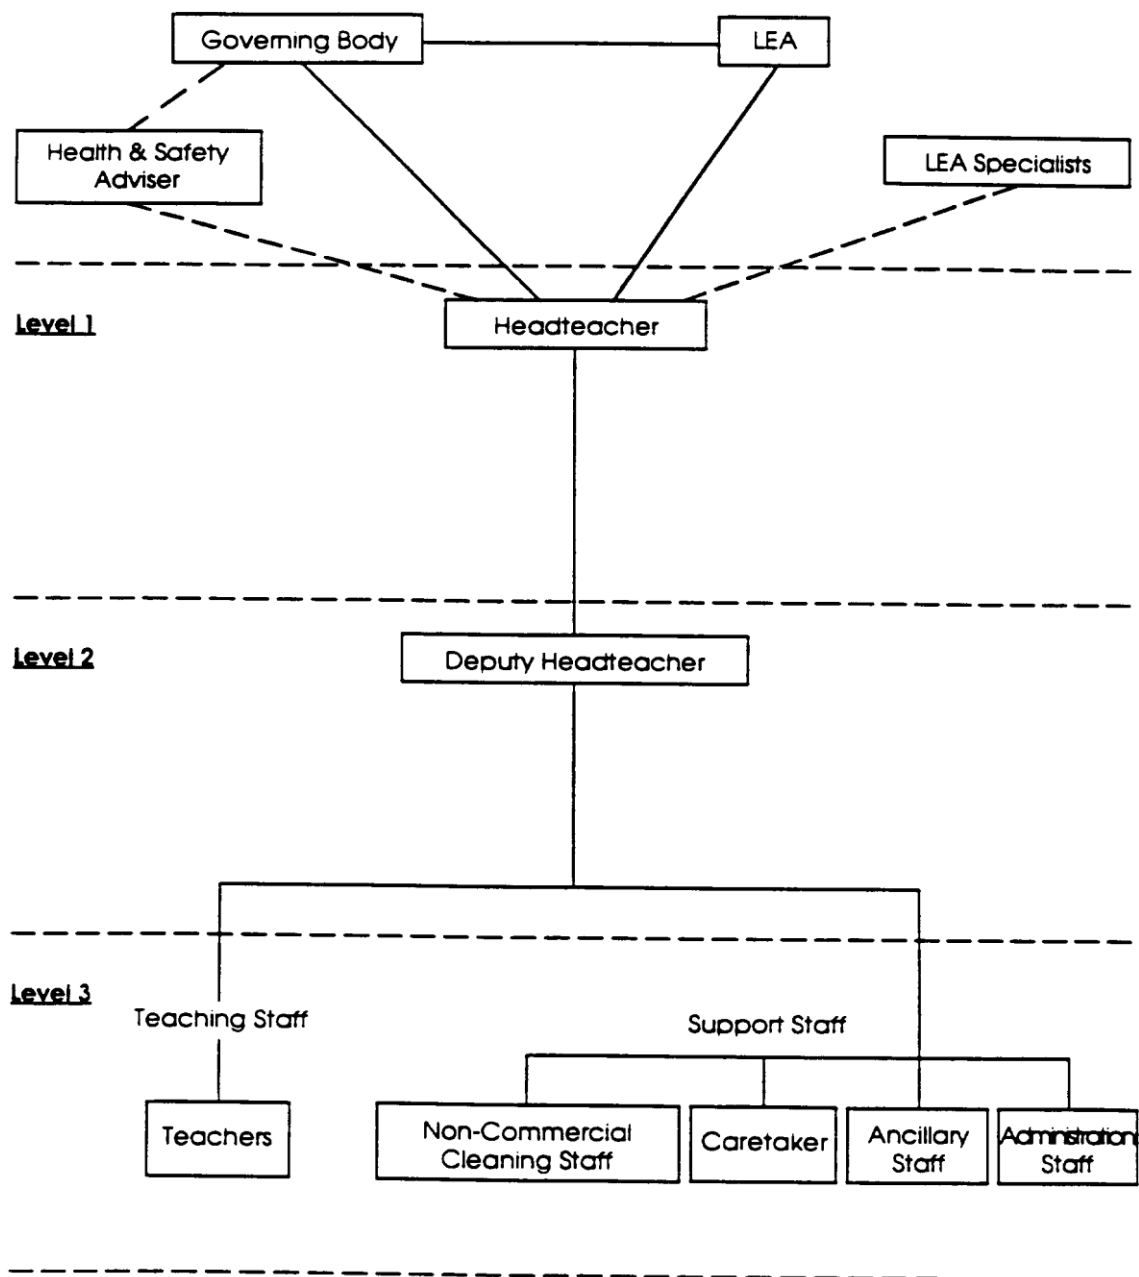 Governing Body
LEA
Health & Safety
Adviser
LEA Specialists
Level 1
Headteacher
Level 2
Deputy Headteacher
Level 3
Teaching Staff
Support Staff
Teachers
Non-Commercial
Cleaning Staff
Caretaker
Ancillary
Staff
Administration
Staff